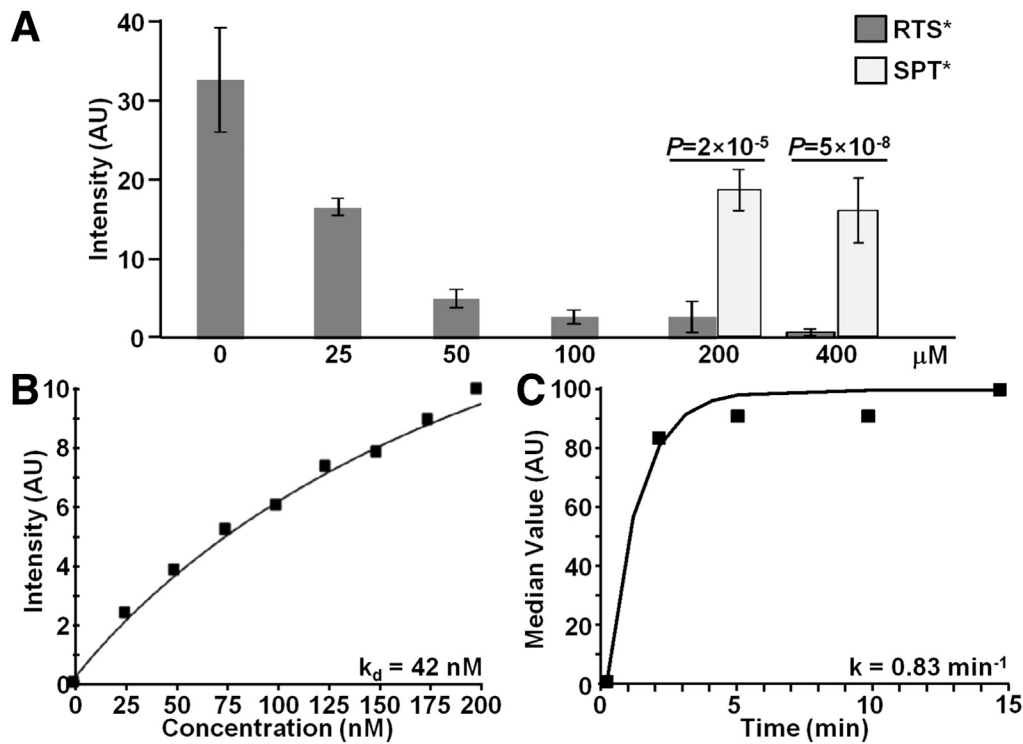 A
Intensity (AU)
40
30
20
10
0
RTS*
SPT*
P=2×10-5
P=5×10-8
0 25 50 100 200 400 μM
B
Intensity (AU)
10
8
6
4
2
0
kd = 42 nM
0 25 50 75 100 125 150 175 200
Concentration (nM)
C
Median Value (AU)
100
80
60
40
20
0
k = 0.83 min-1
0 5 10 15
Time (min)